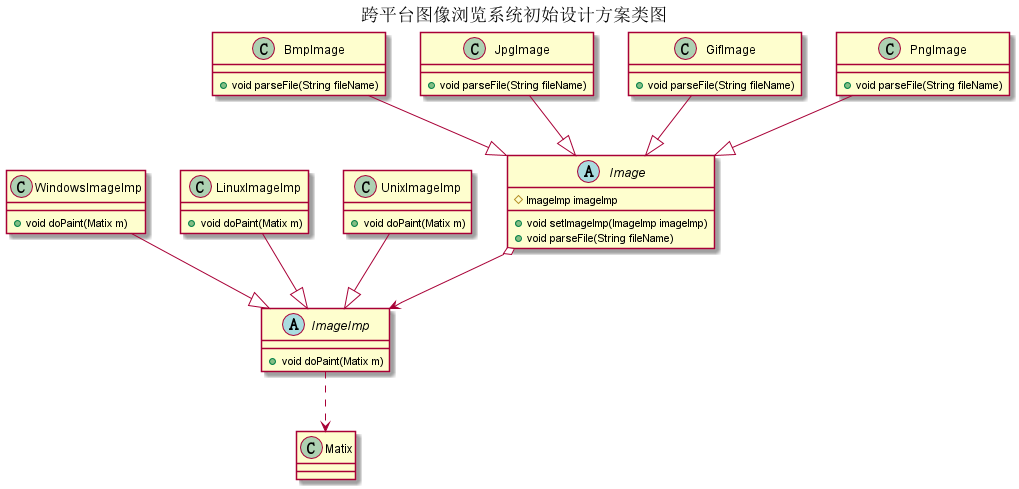 跨平台图像浏览系统初始设计方案类图
C BmpImage
void parseFile(String fileName)
C JpgImage
void parseFile(String fileName)
C GifImage
void parseFile(String fileName)
C PngImage
void parseFile(String fileName)
C WindowsImageImp
void doPaint(Matix m)
C LinuxImageImp
void doPaint(Matix m)
C UnixImageImp
void doPaint(Matix m)
A Image
ImageImp imageImp
void setImageImp(ImageImp imageImp)
void parseFile(String fileName)
A ImageImp
void doPaint(Matix m)
C Matix